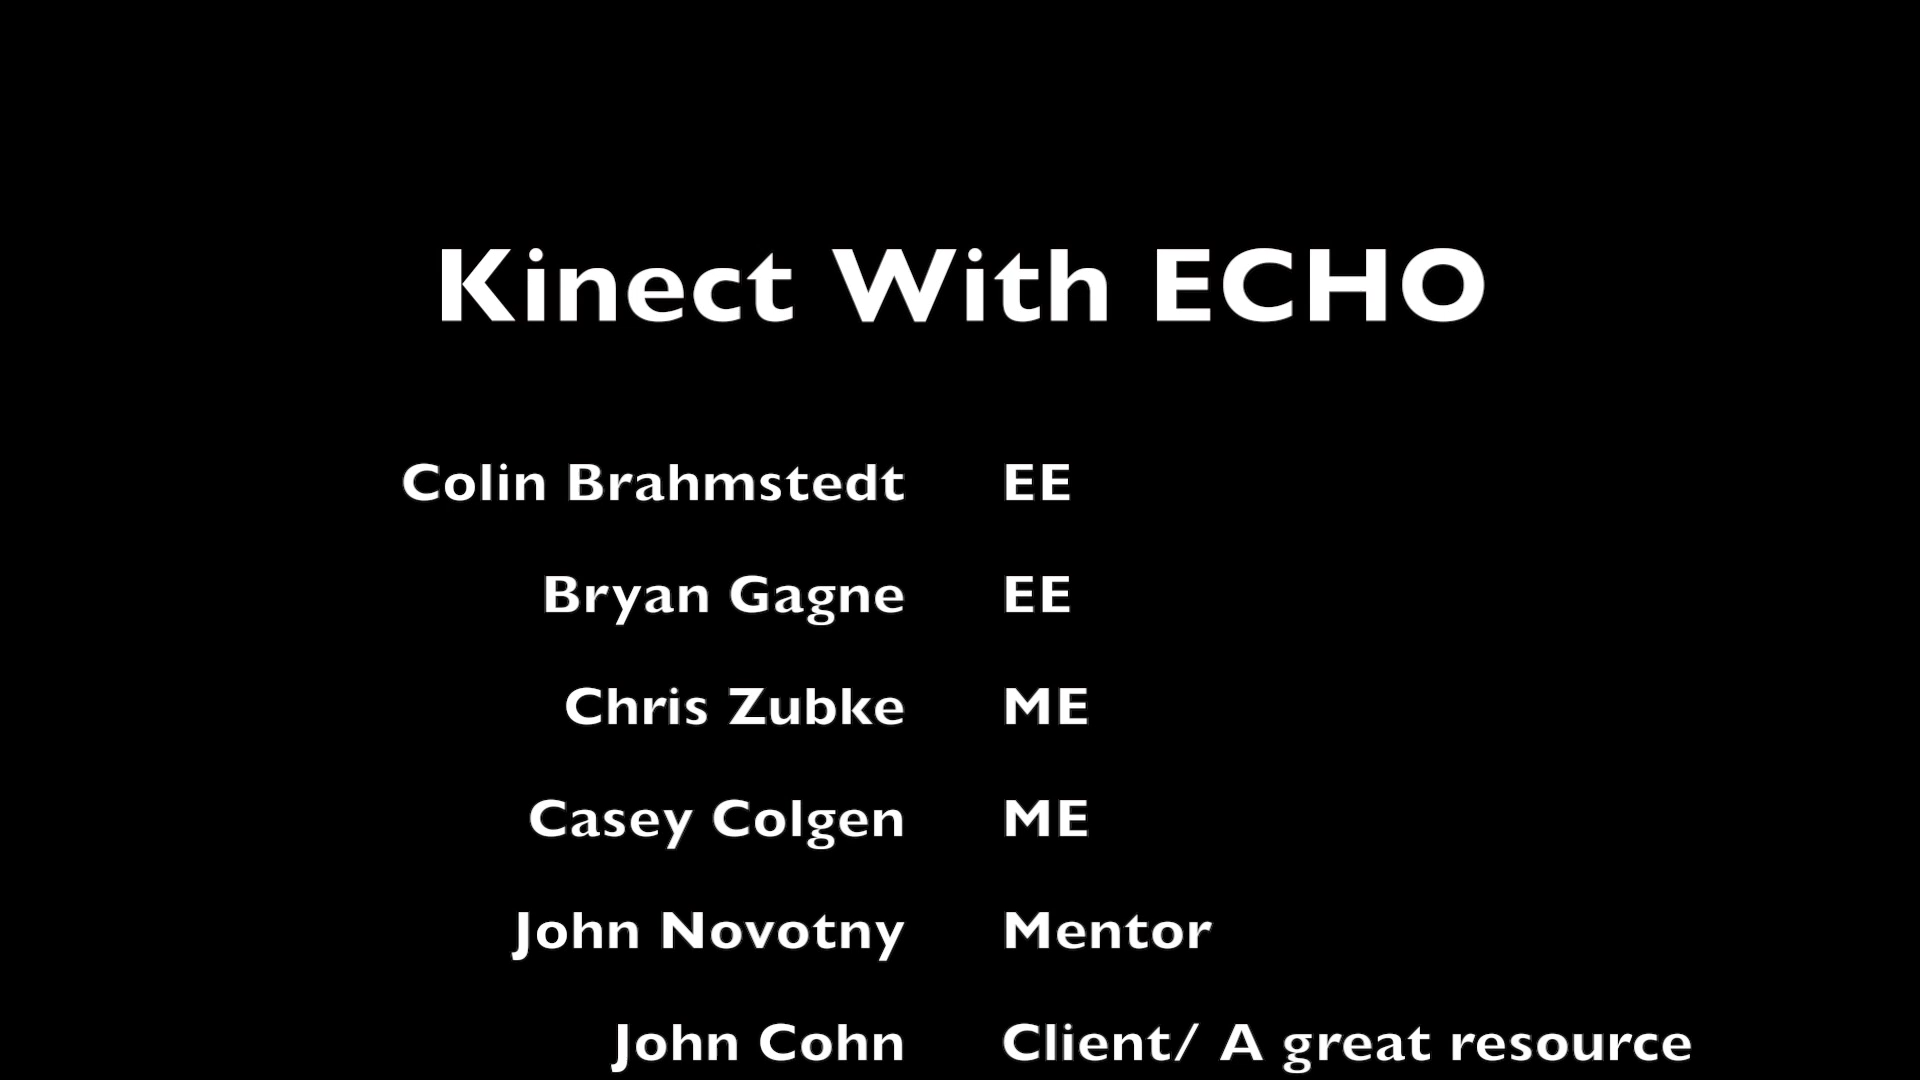 Kinect With ECHO
Colin Brahmstedt EE
Bryan Gagne EE
Chris Zubke ME
Casey Colgen ME
John Novotny Mentor
John Cohn Client/ A great resource